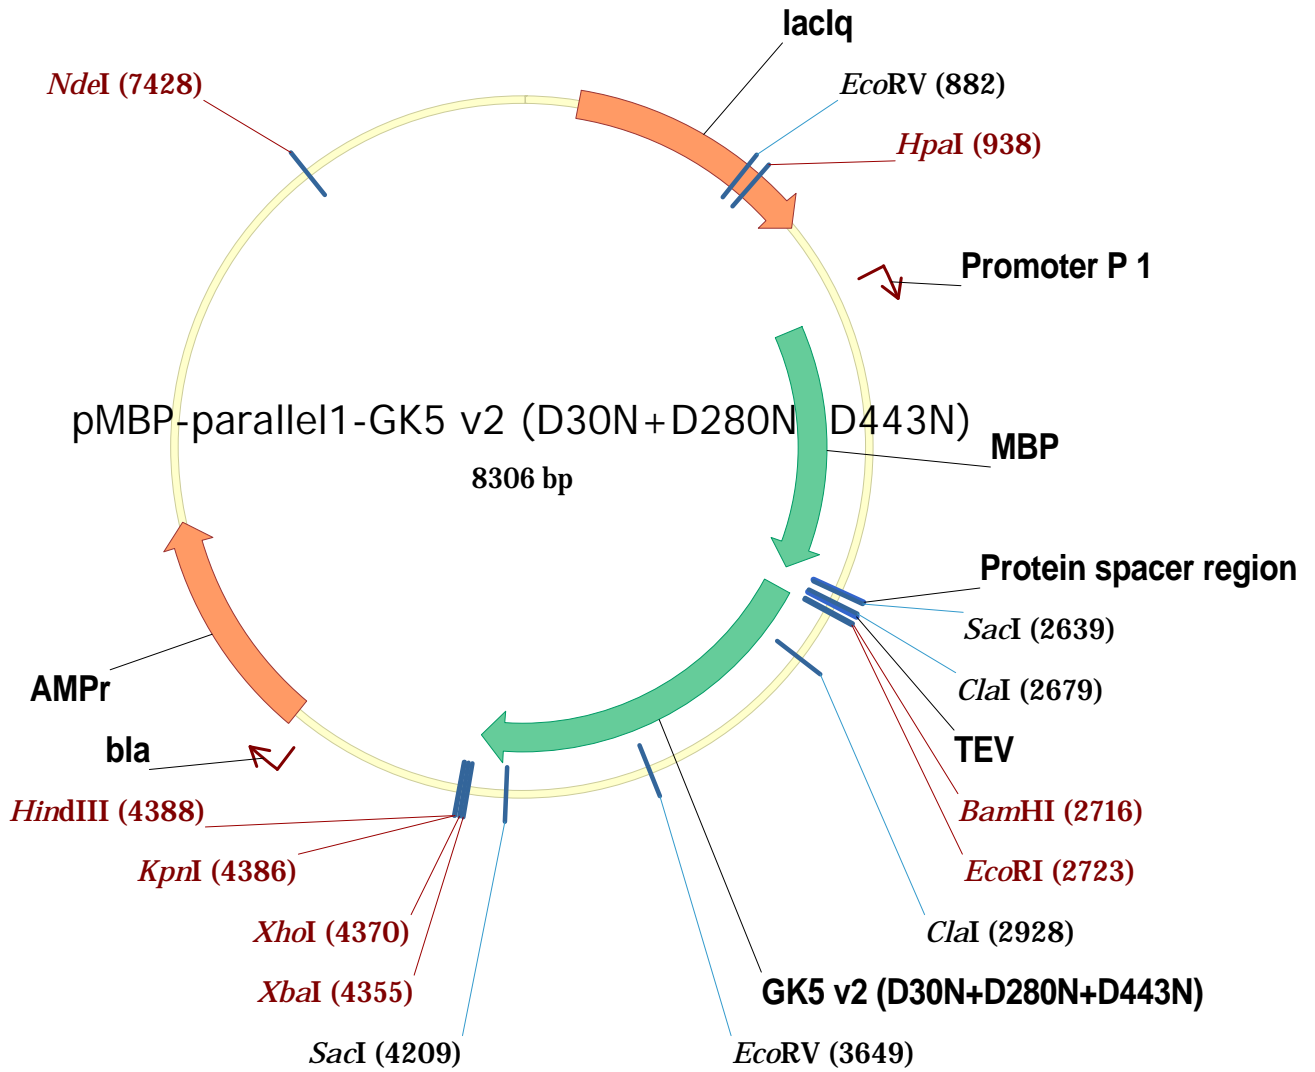 lacIq
NdeI (7428)
EcoRV (882)
HpaI (938)
Promoter P 1
pMBP-parallel1-GK5 v2 (D30N+D280N D443N)
MBP
8306 bp
Protein spacer region
SacI (2639)
ClaI (2679)
AMPr
TEV
bla
HindIII (4388)
BamHI (2716)
KpnI (4386)
EcoRI (2723)
XhoI (4370)
ClaI (2928)
XbaI (4355)
GK5 v2 (D30N+D280N+D443N)
SacI (4209)
EcoRV (3649)